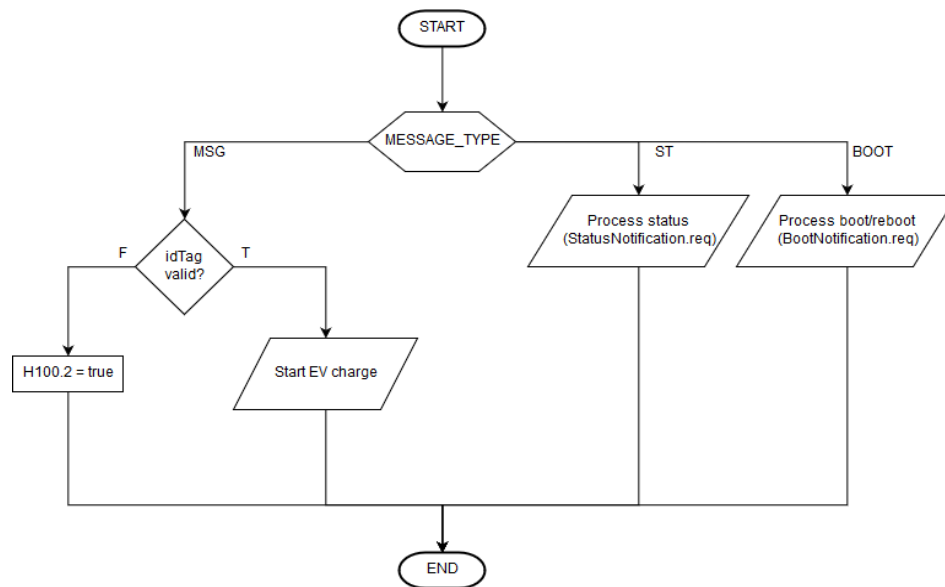 START
MESSAGE_TYPE
MSG
ST
BOOT
Process status
(StatusNotification.req)
Process boot/reboot
(BootNotification.req)
F
idTag
valid?
T
H100.2 = true
Start EV charge
END